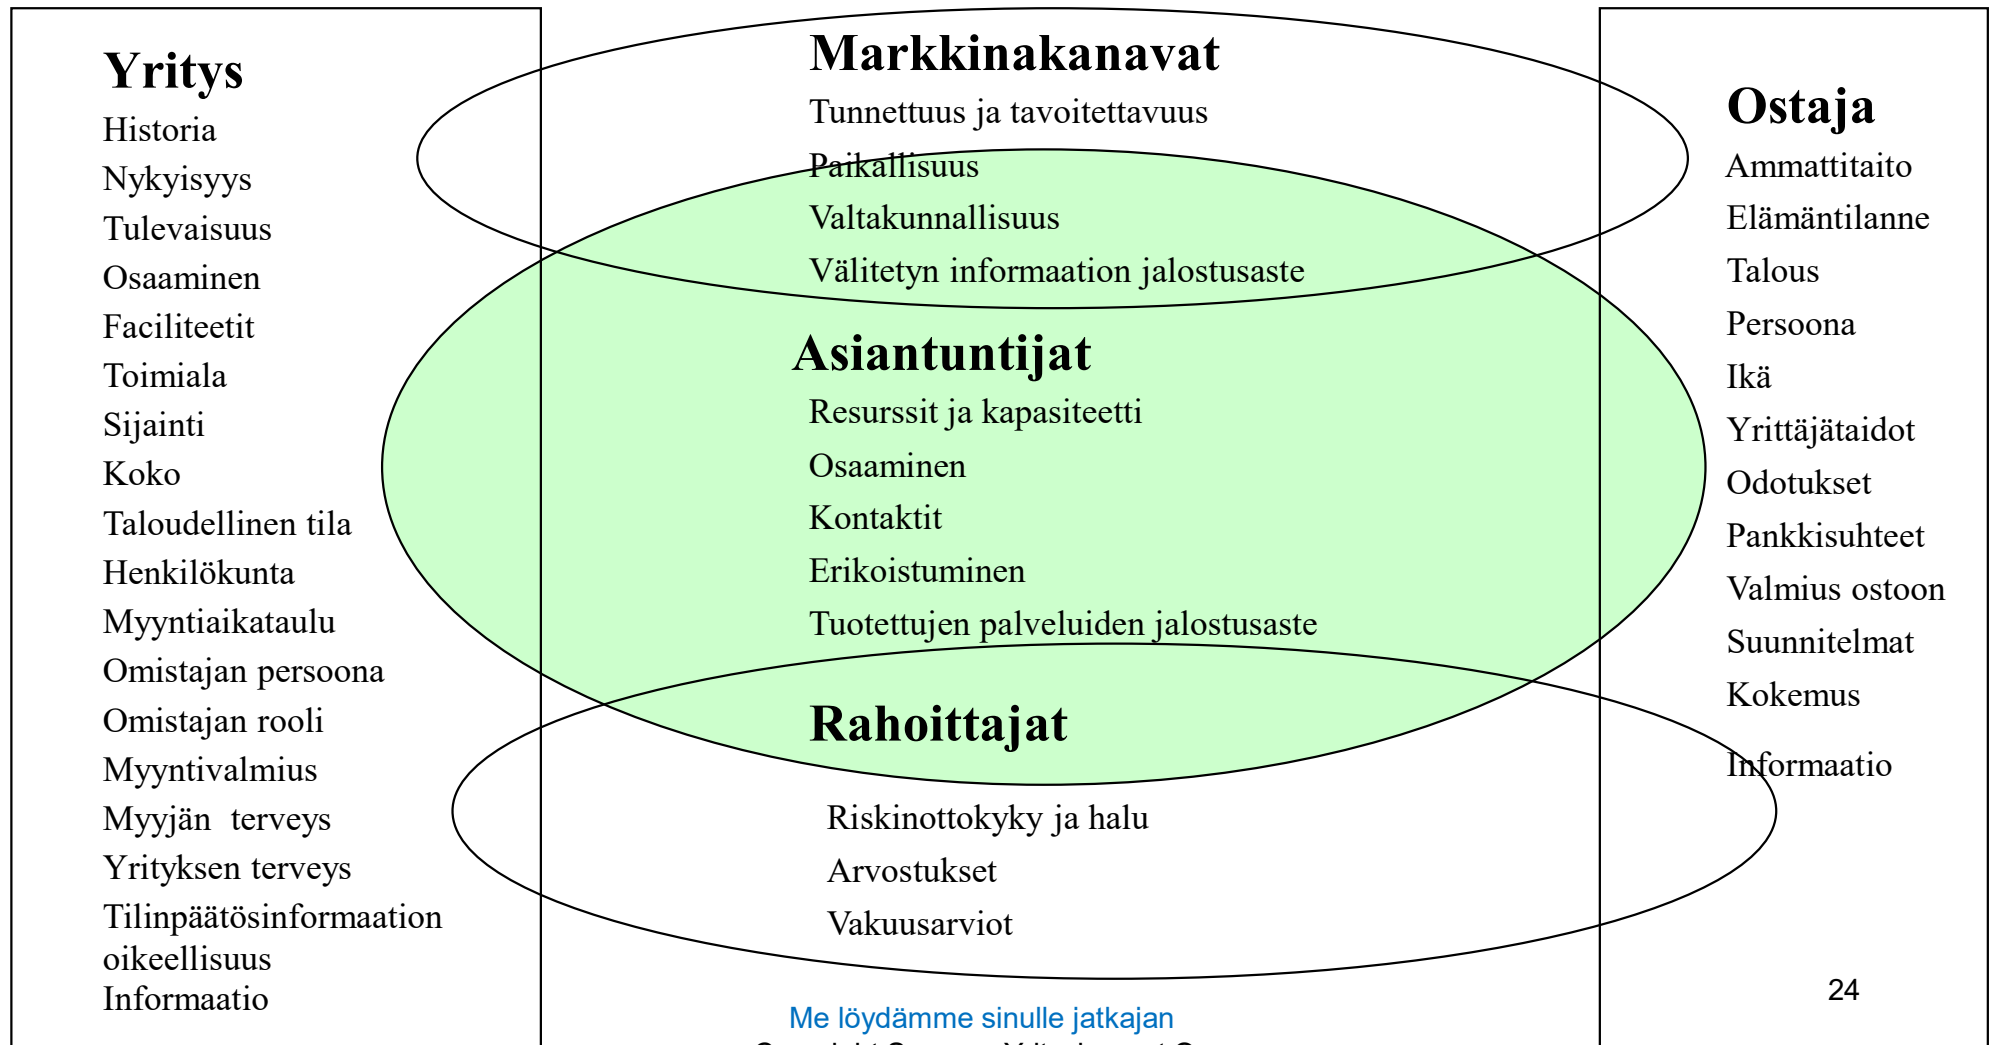 Yritys
Historia
Nykyisyys
Tulevaisuus
Osaaminen
Faciliteetit
Toimiala
Sijainti
Koko
Taloudellinen tila
Henkilökunta
Myyntiaikataulu
Omistajan persoona
Omistajan rooli
Myyntivalmius
Myyjän  terveys
Yrityksen terveys
Tilinpäätösinformaation
oikeellisuus
Informaatio
Markkinakanavat
Tunnettuus ja tavoitettavuus
Paikallisuus
Valtakunnallisuus
Välitetyn informaation jalostusaste
Asiantuntijat
Resurssit ja kapasiteetti
Osaaminen
Kontaktit
Erikoistuminen
Tuotettujen palveluiden jalostusaste
Rahoittajat
Riskinottokyky ja halu
Arvostukset
Vakuusarviot
Ostaja
Ammattitaito
Elämäntilanne
Talous
Persoona
Ikä
Yrittäjätaidot
Odotukset
Pankkisuhteet
Valmius ostoon
Suunnitelmat
Kokemus
Informaatio
24
Me löydämme sinulle jatkajan